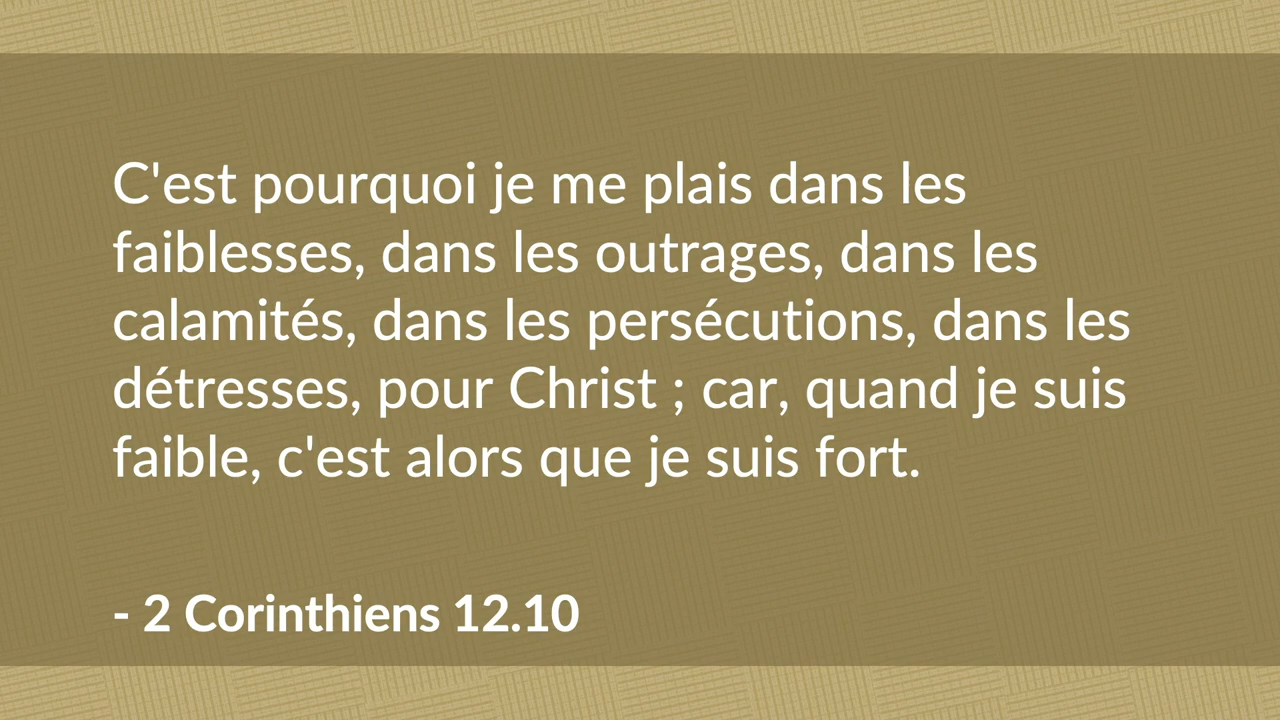 C'est pourquoi je me plais dans les
faiblesses, dans les outrages, dans les
calamités, dans les persécutions, dans les
détresses, pour Christ ; car, quand je suis
faible, c'est alors que je suis fort.
- 2 Corinthiens 12.10